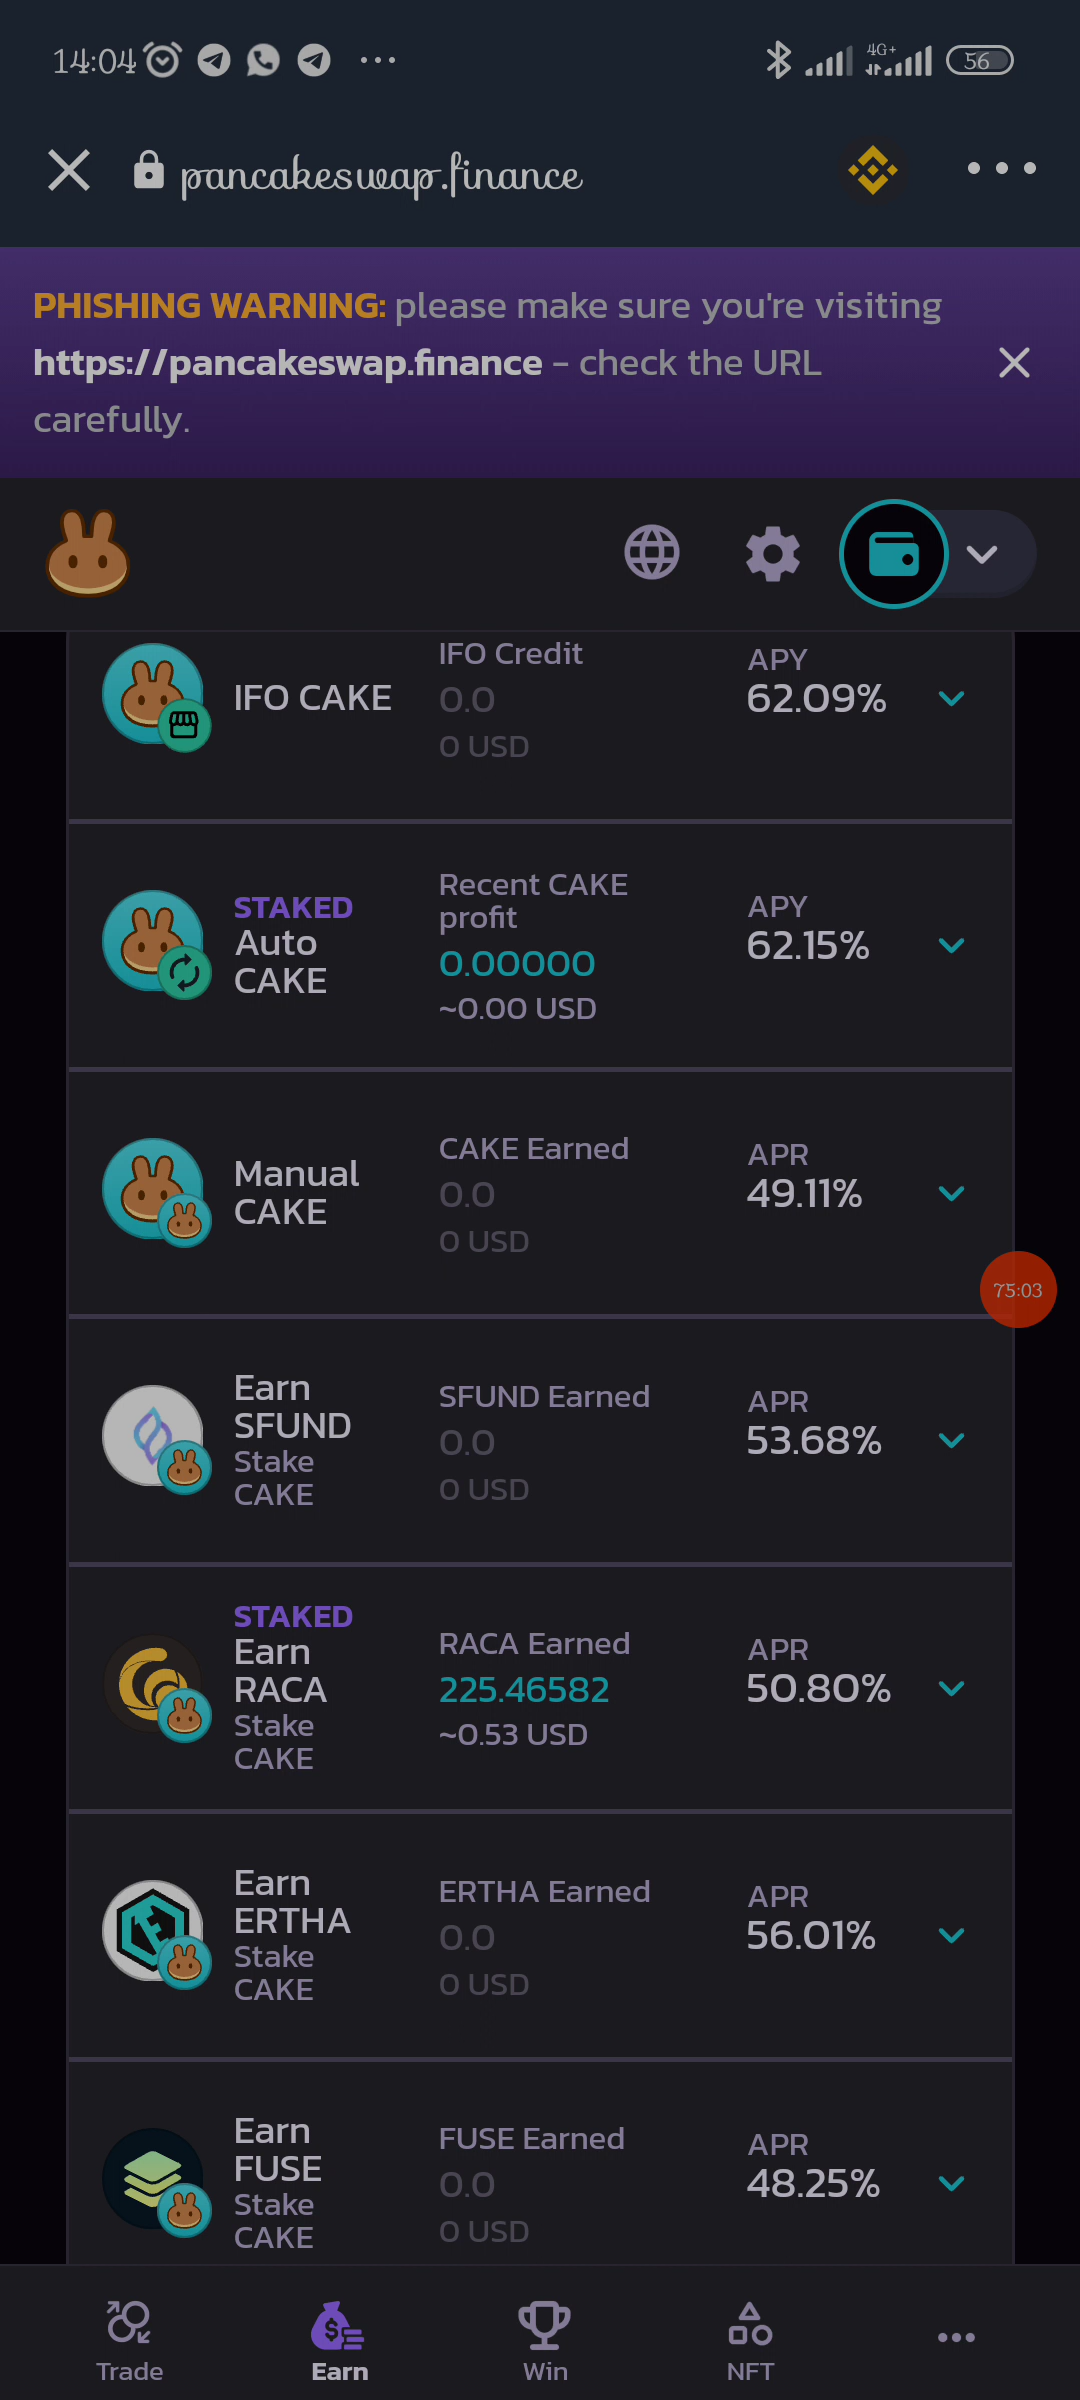 14:04
4G+
56
pancakeswap.finance
PHISHING WARNING: please make sure you're visiting
https://pancakeswap.finance - check the URL
carefully.
IFO CAKE
IFO Credit
0.0
0 USD
APY
62.09%
STAKED
Auto
CAKE
Recent CAKE
profit
0.00000
~0.00 USD
APY
62.15%
Manual
CAKE
CAKE Earned
0.0
0 USD
APR
49.11%
75:03
Earn
SFUND
Stake
CAKE
SFUND Earned
0.0
0 USD
APR
53.68%
STAKED
Earn
RACA
Stake
CAKE
RACA Earned
225.46582
~0.53 USD
APR
50.80%
Earn
ERTHA
Stake
CAKE
ERTHA Earned
0.0
0 USD
APR
56.01%
Earn
FUSE
Stake
CAKE
FUSE Earned
0.0
0 USD
APR
48.25%
Trade
Earn
Win
NFT